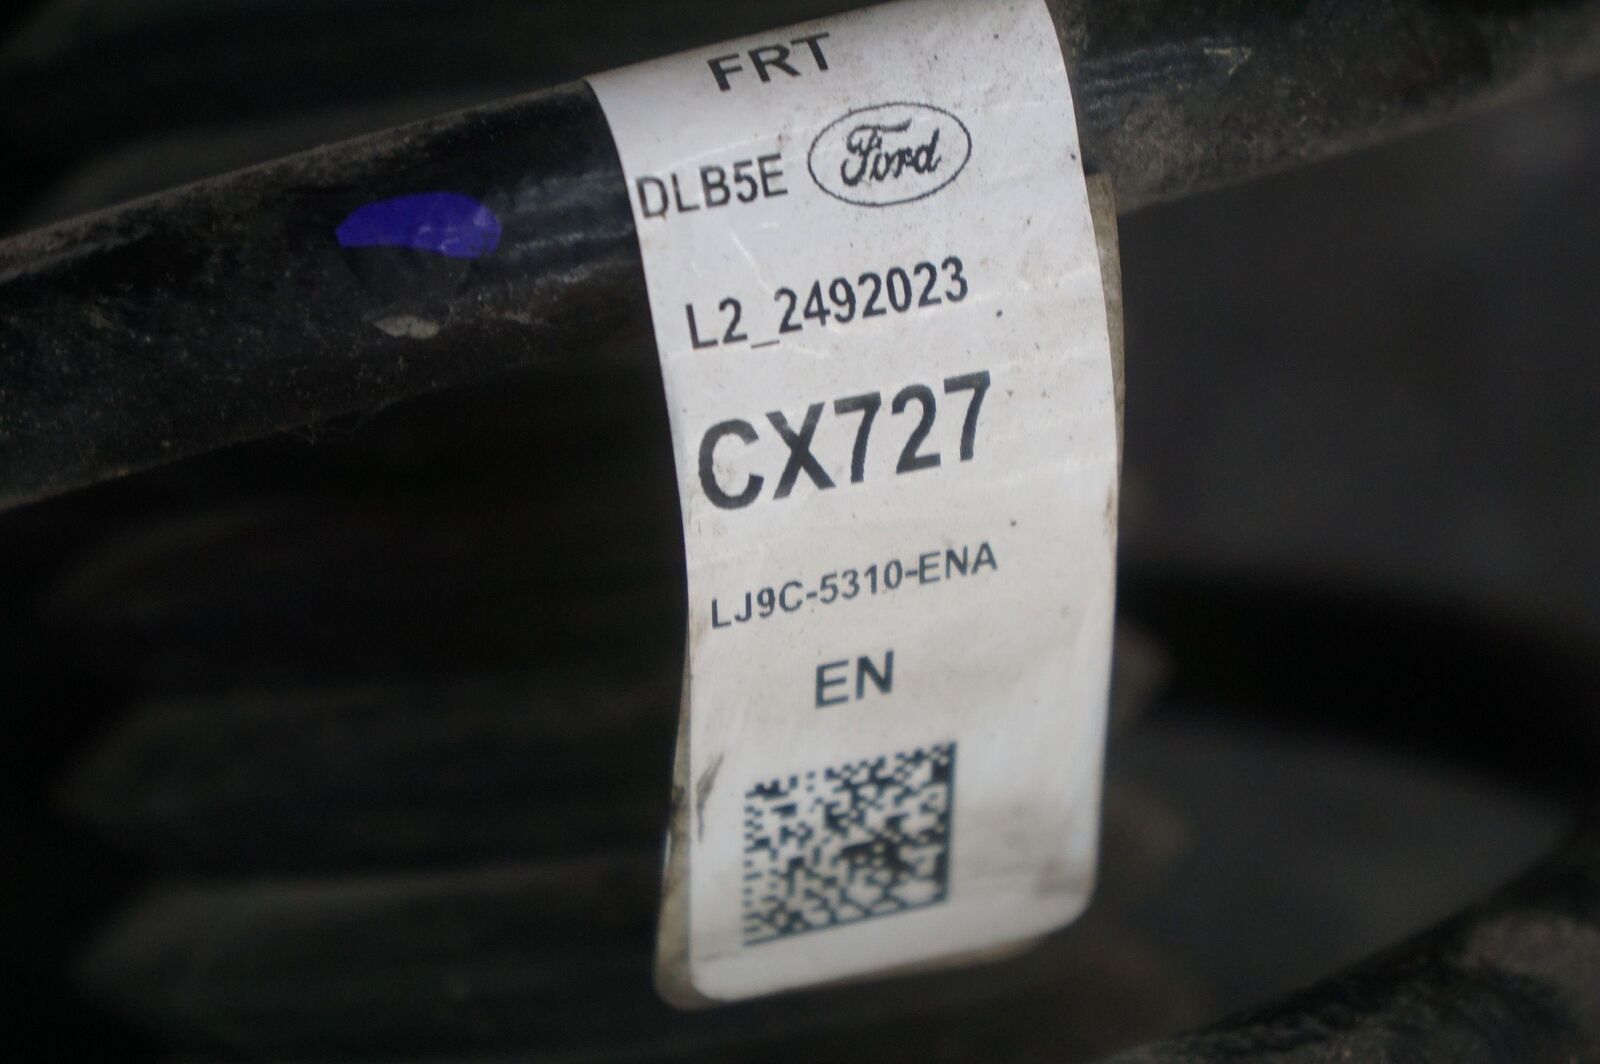 FRT
DLB5E Ford
L2_2492023
CX727
LJ9C-5310-ENA
EN